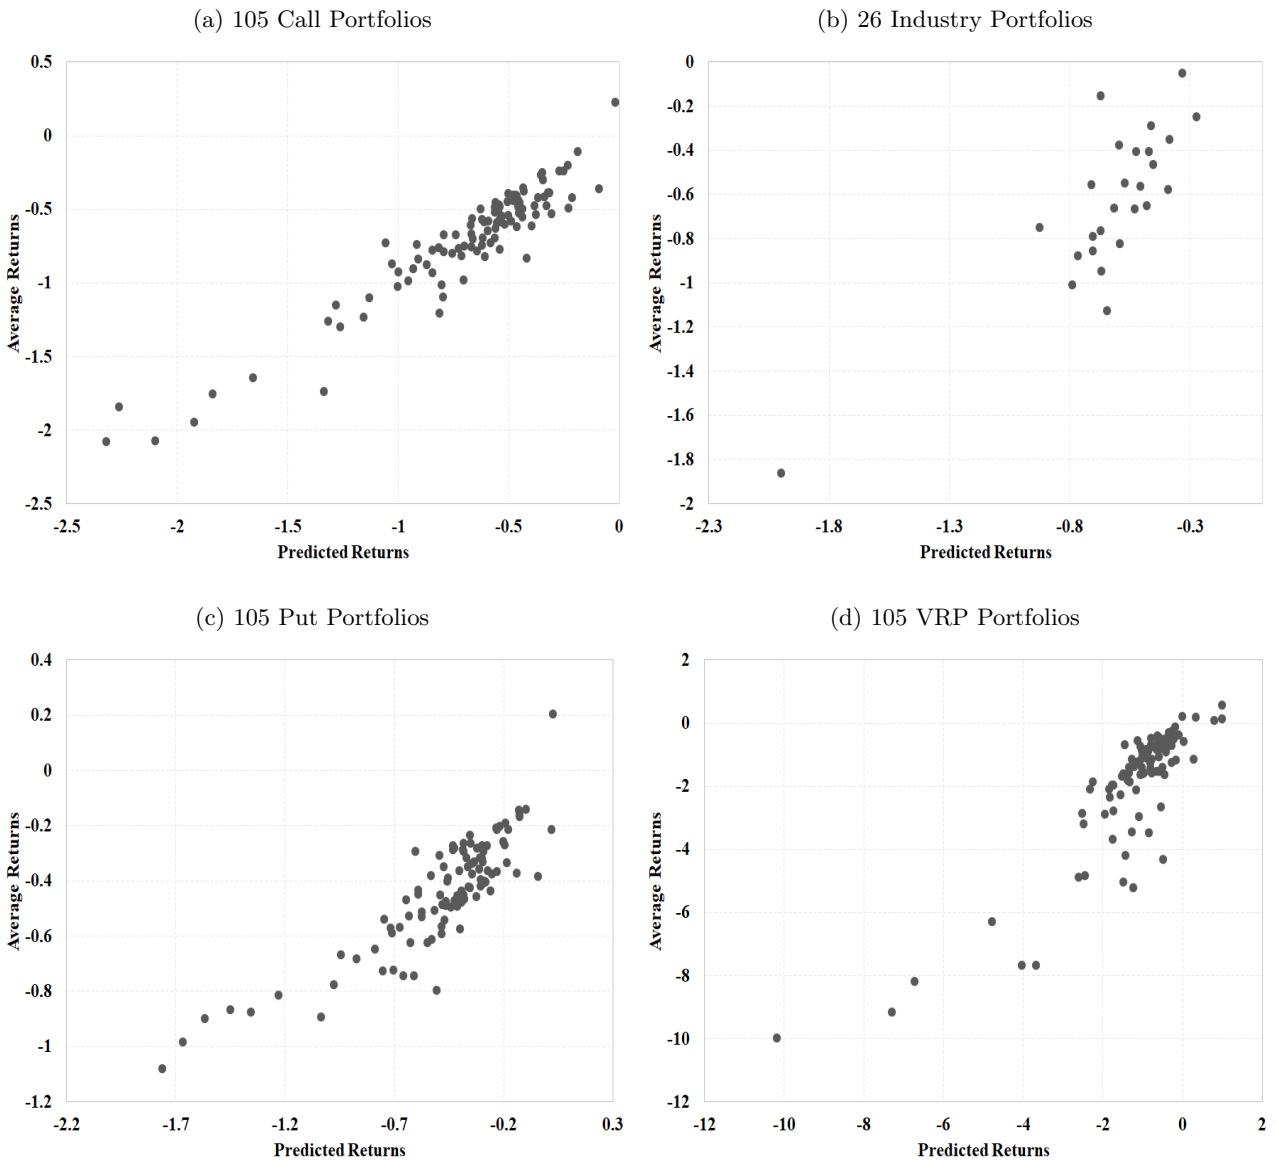 (a) 105 Call Portfolios
0.5
0
-0.5
-1
-1.5
-2
-2.5
-2.5 -2 -1.5 -1 -0.5 0
Average Returns
Predicted Returns
(b) 26 Industry Portfolios
0
-0.2
-0.4
-0.6
-0.8
-1
-1.2
-1.4
-1.6
-1.8
-2
-2.3 -1.8 -1.3 -0.8 -0.3
Average Returns
Predicted Returns
(c) 105 Put Portfolios
0.4
0.2
0
-0.2
-0.4
-0.6
-0.8
-1
-1.2
-2.2 -1.7 -1.2 -0.7 -0.2 0.3
Average Returns
Predicted Returns
(d) 105 VRP Portfolios
2
0
-2
-4
-6
-8
-10
-12
-12 -10 -8 -6 -4 -2 0 2
Average Returns
Predicted Returns